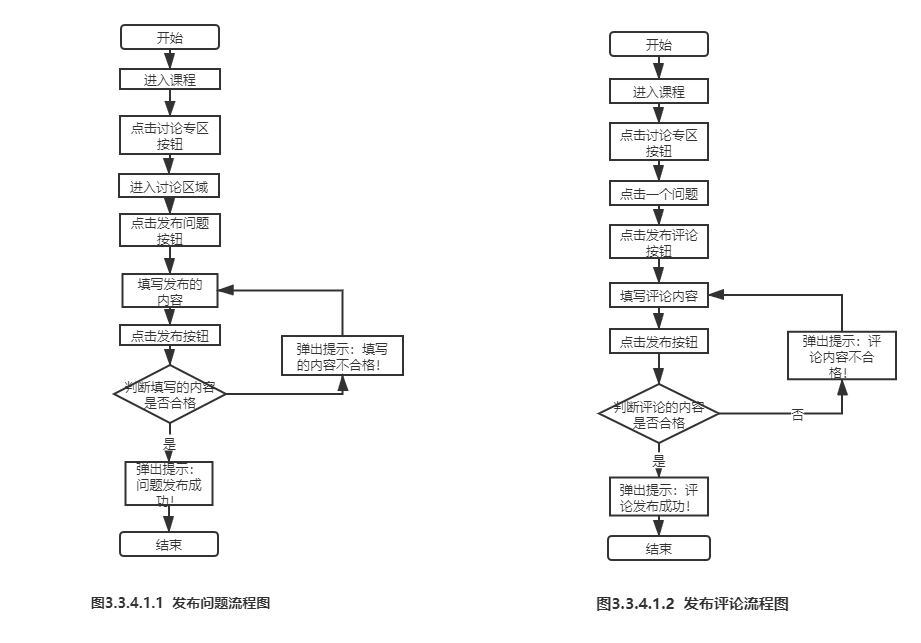 开始
进入课程
点击讨论专区
按钮
进入讨论区域
点击发布问题
按钮
填写发布的
内容
点击发布按钮
弹出提示：填写
的内容不合格！
判断填写的内容
是否合格
是
弹出提示：
问题发布成
功！
结束
图3.3.4.1.1 发布问题流程图
开始
进入课程
点击讨论专区
按钮
点击一个问题
点击发布评论
按钮
填写评论内容
点击发布按钮
弹出提示：评
论内容不合
格！
判断评论的内容
是否合格
否
是
弹出提示：评
论发布成功！
结束
图3.3.4.1.2 发布评论流程图